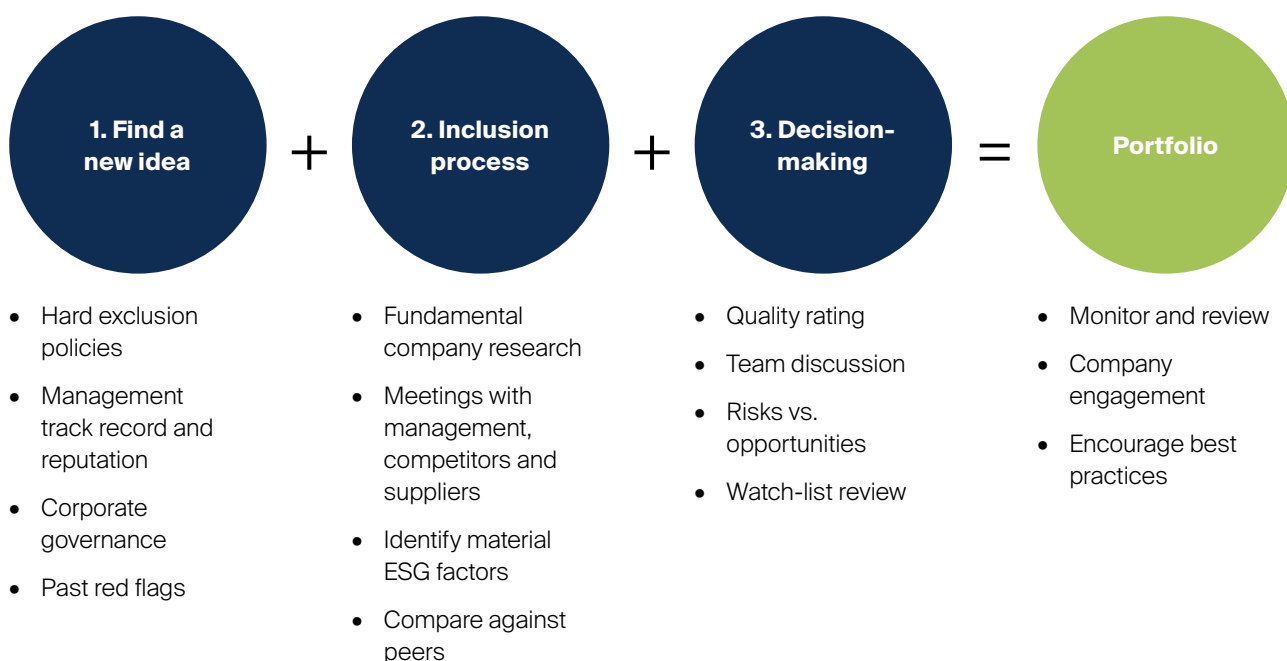 1. Find a
new idea
+
2. Inclusion
process
+
3. Decision-
making
=
Portfolio
• Hard exclusion
policies
• Management
track record and
reputation
• Corporate
governance
• Past red flags
• Fundamental
company research
• Meetings with
management,
competitors and
suppliers
• Identify material
ESG factors
• Compare against
peers
• Quality rating
• Team discussion
• Risks vs.
opportunities
• Watch-list review
• Monitor and review
• Company
engagement
• Encourage best
practices